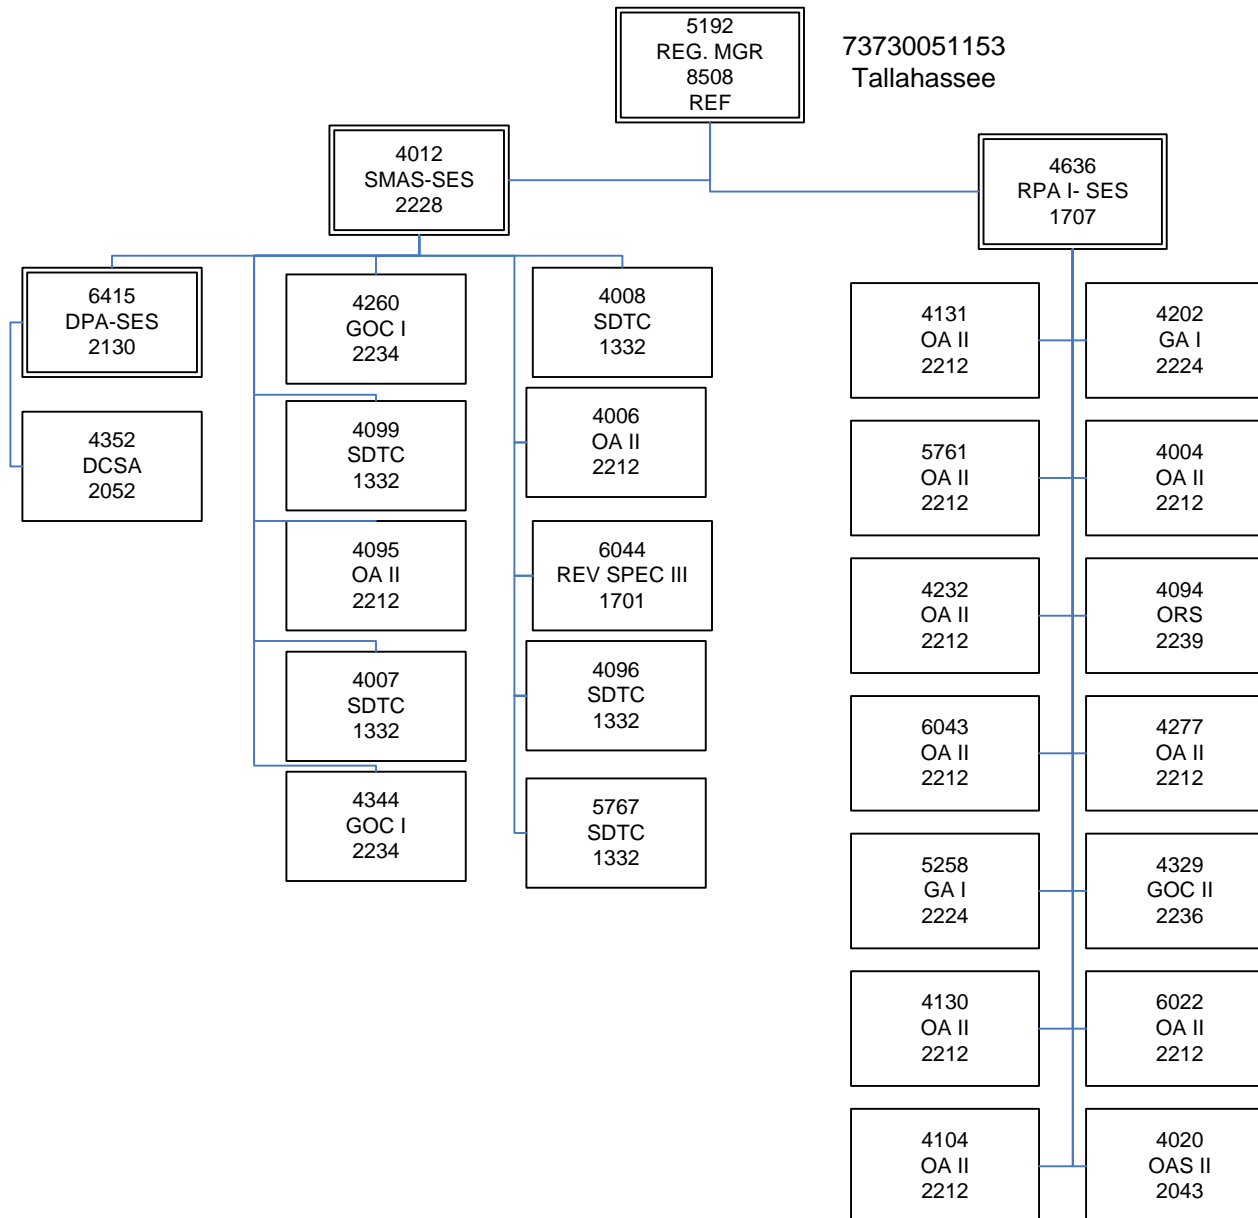 5192
REG. MGR
8508
REF
73730051153
Tallahassee
4012
SMAS-SES
2228
4636
RPA I- SES
1707
6415
DPA-SES
2130
4352
DCSA
2052
4260
GOC I
2234
4099
SDTC
1332
4095
OA II
2212
4007
SDTC
1332
4344
GOC I
2234
4008
SDTC
1332
4006
OA II
2212
6044
REV SPEC III
1701
4096
SDTC
1332
5767
SDTC
1332
4131
OA II
2212
4202
GA I
2224
5761
OA II
2212
4004
OA II
2212
4232
OA II
2212
4094
ORS
2239
6043
OA II
2212
4277
OA II
2212
5258
GA I
2224
4329
GOC II
2236
4130
OA II
2212
6022
OA II
2212
4104
OA II
2212
4020
OAS II
2043